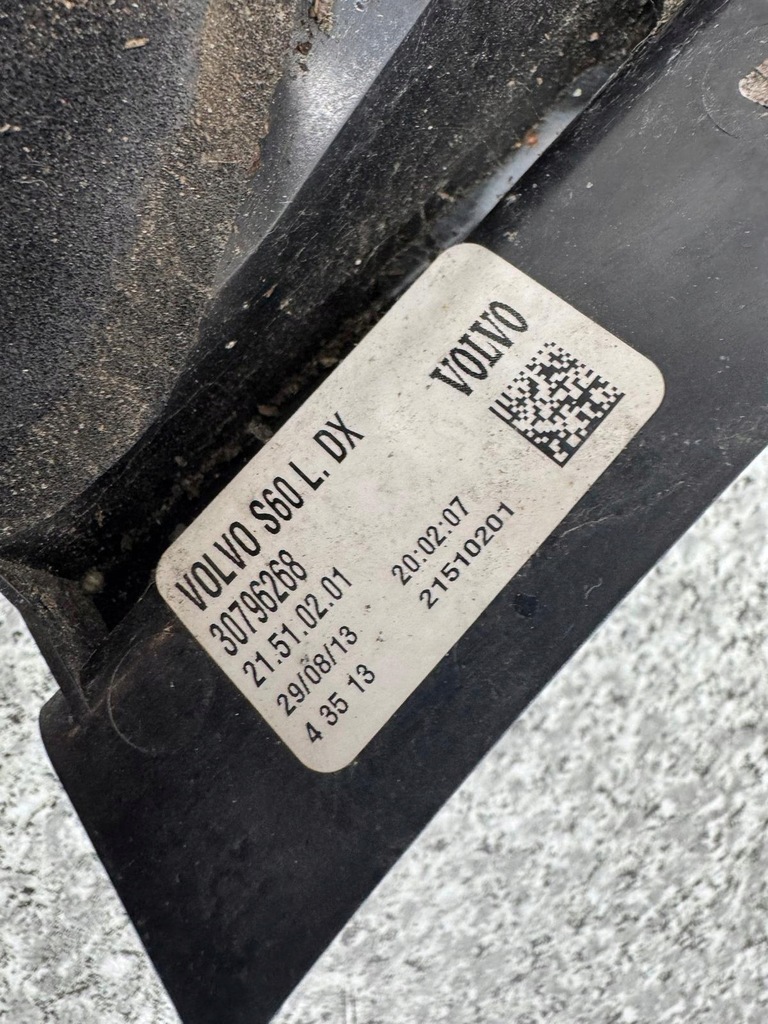 VOLVO
VOLVO S60 L. DX
30796268
21.51.02.01 20:02:07
29/08/13 21510201
4 35 13